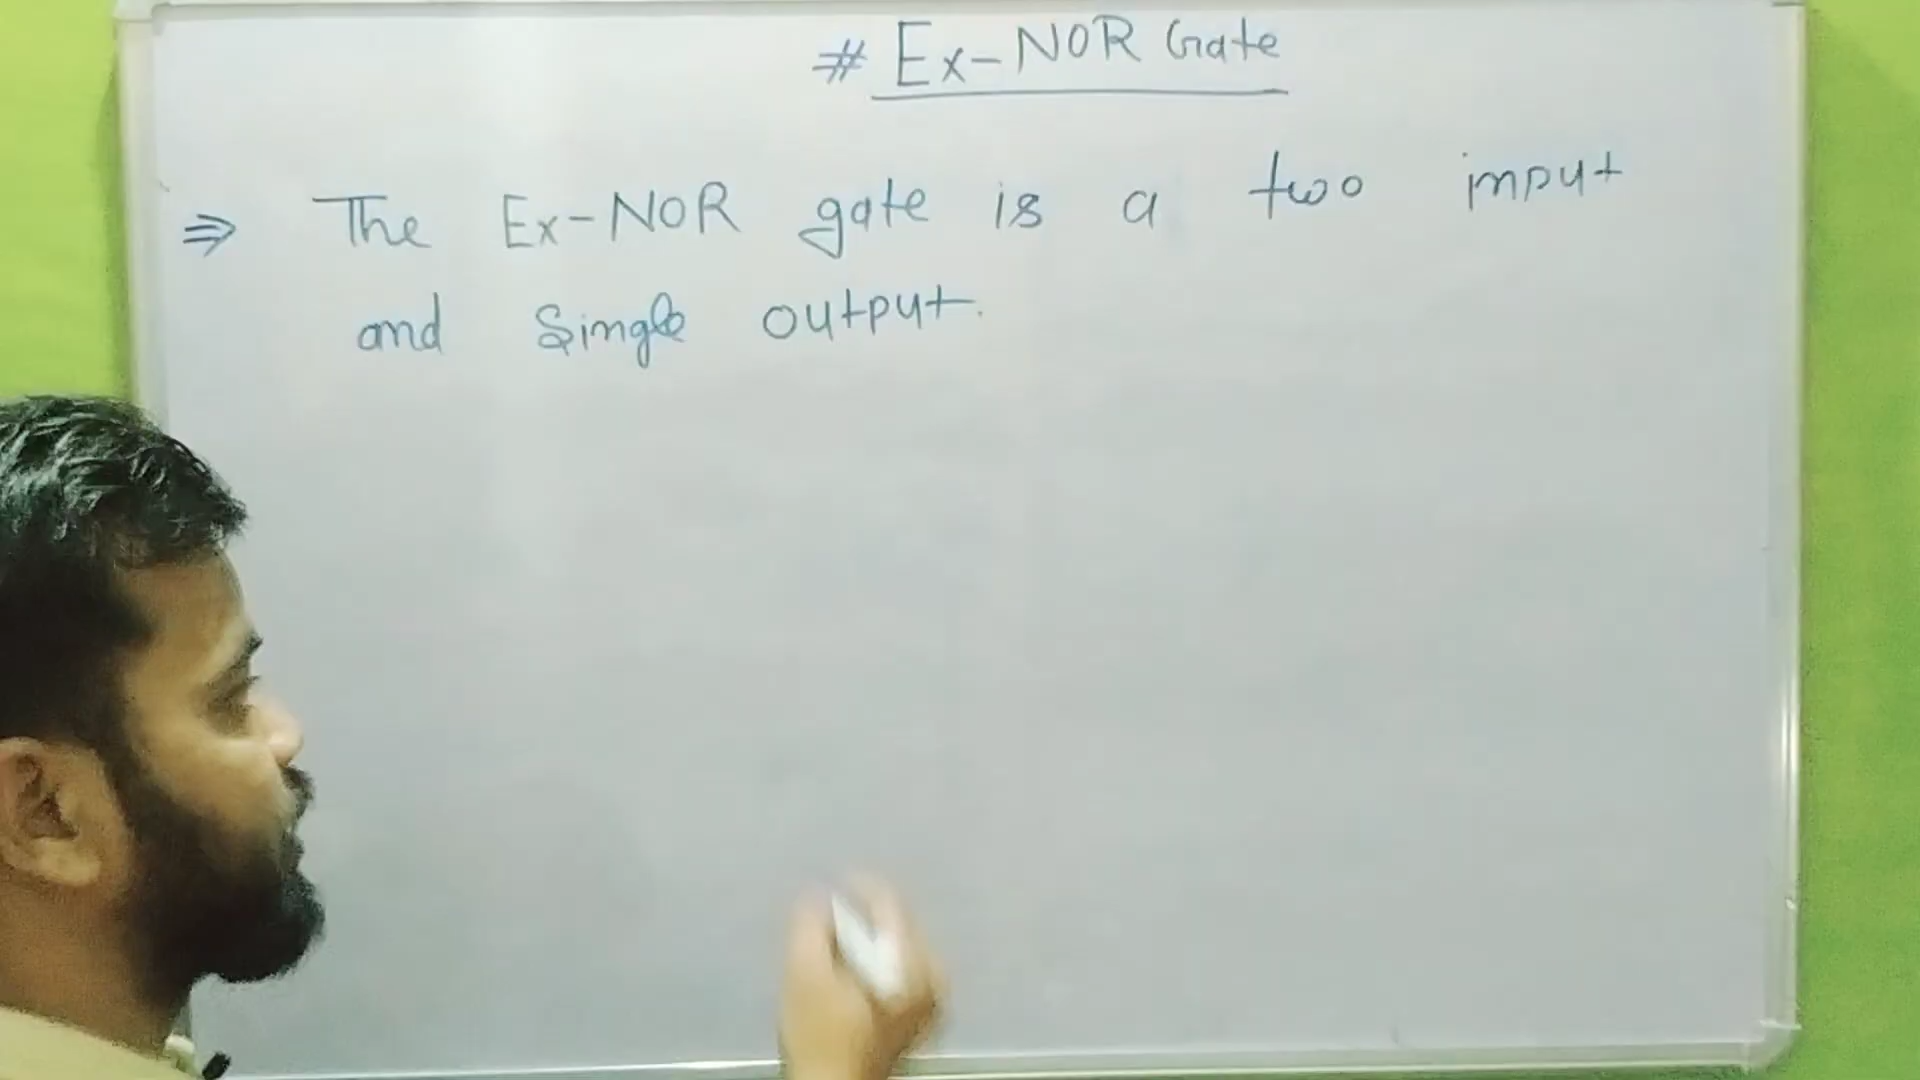 # Ex-NOR Gate
⇒ The Ex-NOR gate is a two input
and Single output.